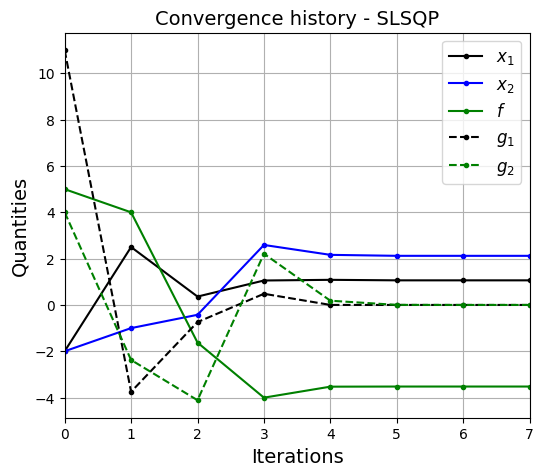 Convergence history - SLSQP
Quantities
10
8
6
4
2
0
−2
−4
x₁
x₂
f
g₁
g₂
0 1 2 3 4 5 6 7
Iterations